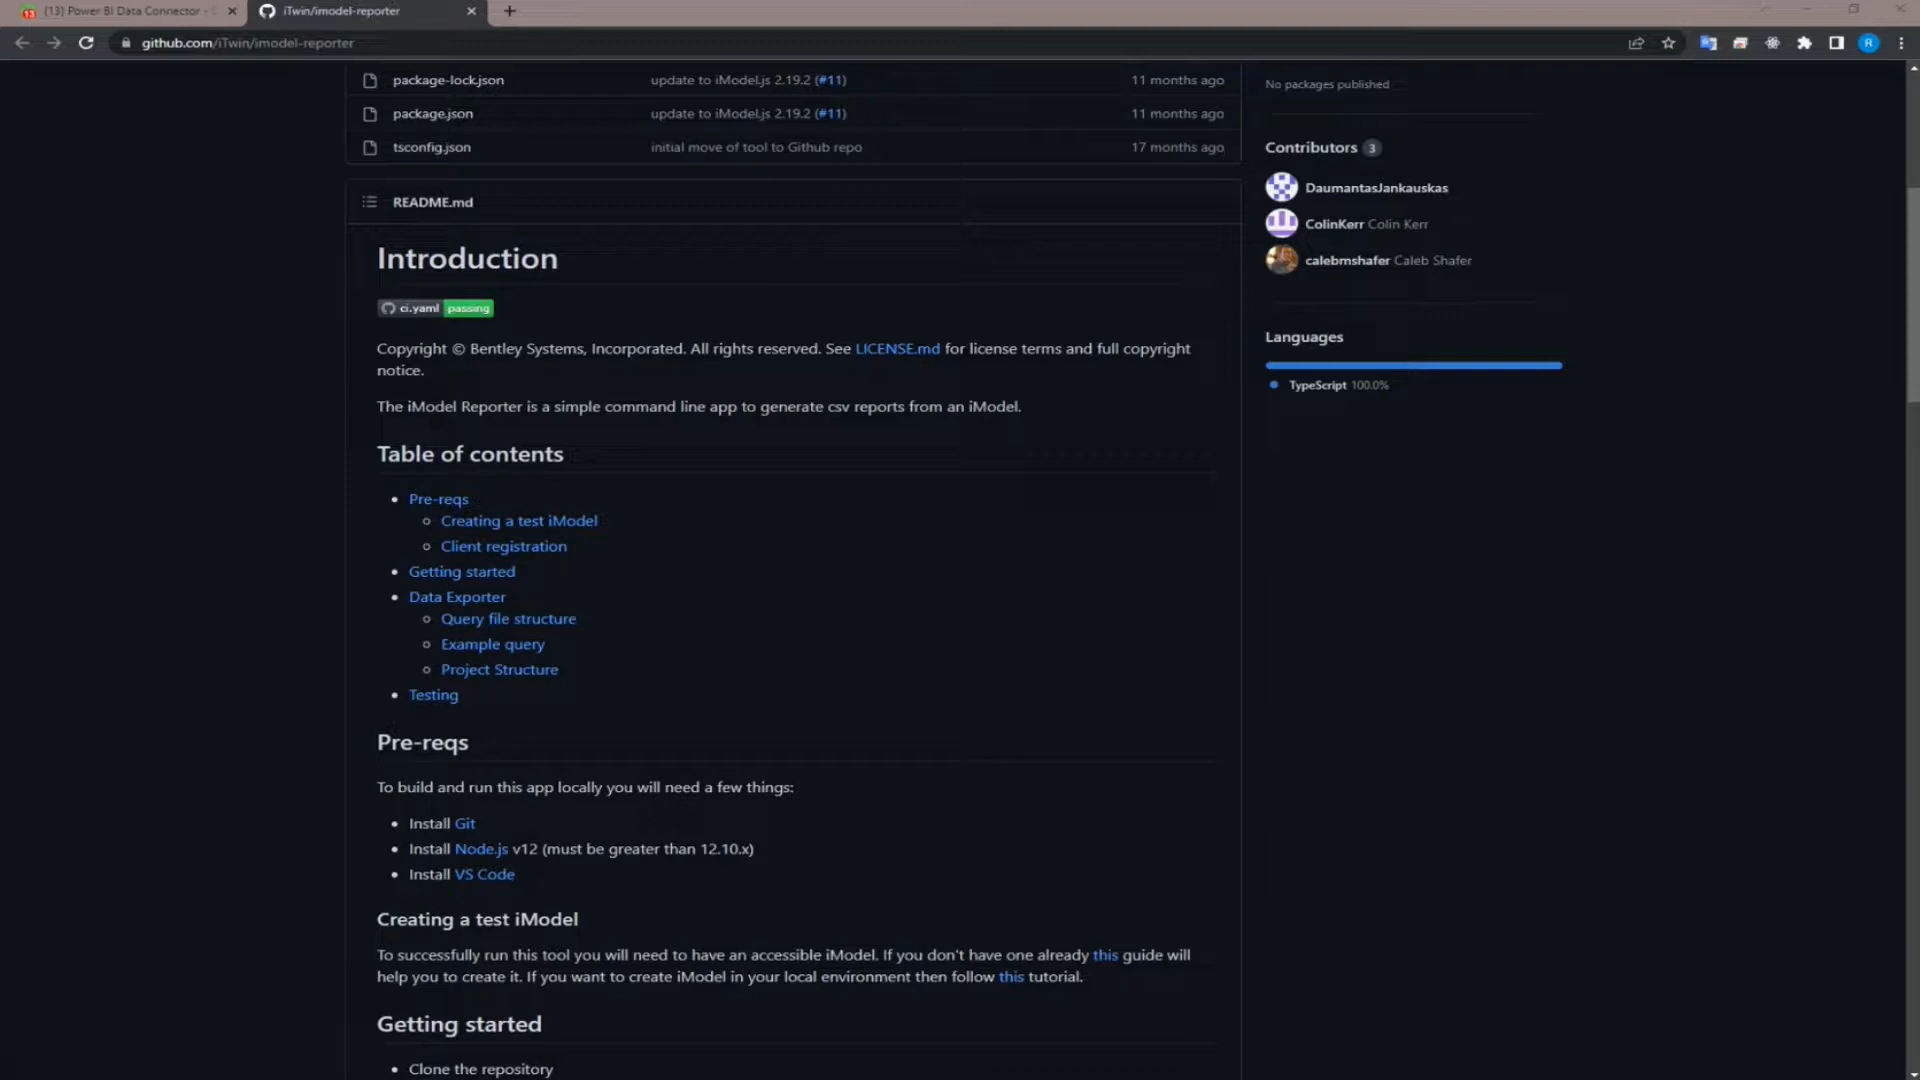 (13) Power BI Data Connector -
iTwin/imodel-reporter
github.com/iTwin/imodel-reporter
R
package-lock.json update to iModel.js 2.19.2 (#11) 11 months ago
package.json update to iModel.js 2.19.2 (#11) 11 months ago
tsconfig.json initial move of tool to Github repo 17 months ago
README.md
Introduction
ci.yaml passing
Copyright © Bentley Systems, Incorporated. All rights reserved. See LICENSE.md for license terms and full copyright
notice.
The iModel Reporter is a simple command line app to generate csv reports from an iModel.
Table of contents
Pre-reqs
Creating a test iModel
Client registration
Getting started
Data Exporter
Query file structure
Example query
Project Structure
Testing
Pre-reqs
To build and run this app locally you will need a few things:
Install Git
Install Node.js v12 (must be greater than 12.10.x)
Install VS Code
Creating a test iModel
To successfully run this tool you will need to have an accessible iModel. If you don't have one already this guide will
help you to create it. If you want to create iModel in your local environment then follow this tutorial.
Getting started
Clone the repository
No packages published
Contributors 3
DaumantasJankauskas
ColinKerr Colin Kerr
calebmshafer Caleb Shafer
Languages
TypeScript 100.0%